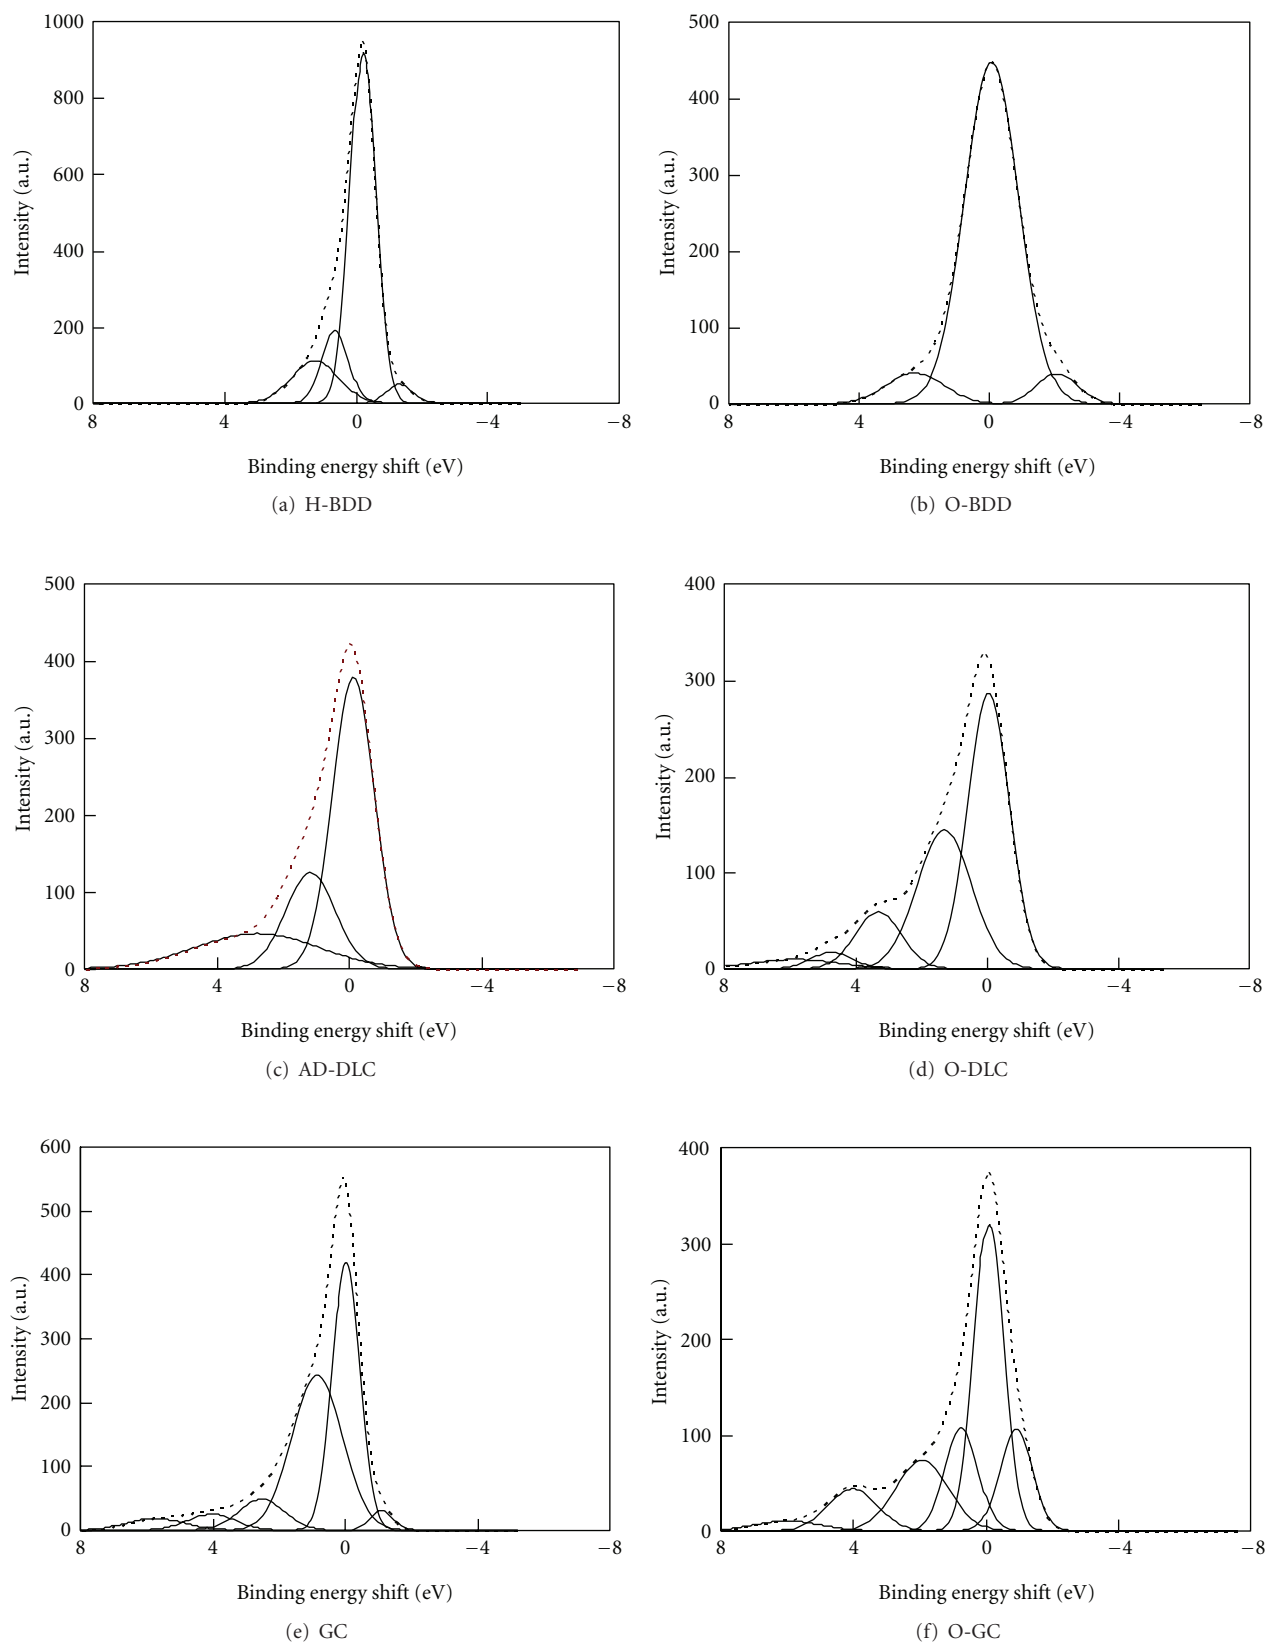 1000
800
600
400
200
0
Intensity (a.u.)
8 4 0 −4 −8
Binding energy shift (eV)
(a) H-BDD
500
400
300
200
100
0
Intensity (a.u.)
8 4 0 −4 −8
Binding energy shift (eV)
(b) O-BDD
500
400
300
200
100
0
Intensity (a.u.)
8 4 0 −4 −8
Binding energy shift (eV)
(c) AD-DLC
400
300
200
100
0
Intensity (a.u.)
8 4 0 −4 −8
Binding energy shift (eV)
(d) O-DLC
600
500
400
300
200
100
0
Intensity (a.u.)
8 4 0 −4 −8
Binding energy shift (eV)
(e) GC
400
300
200
100
0
Intensity (a.u.)
8 4 0 −4 −8
Binding energy shift (eV)
(f) O-GC